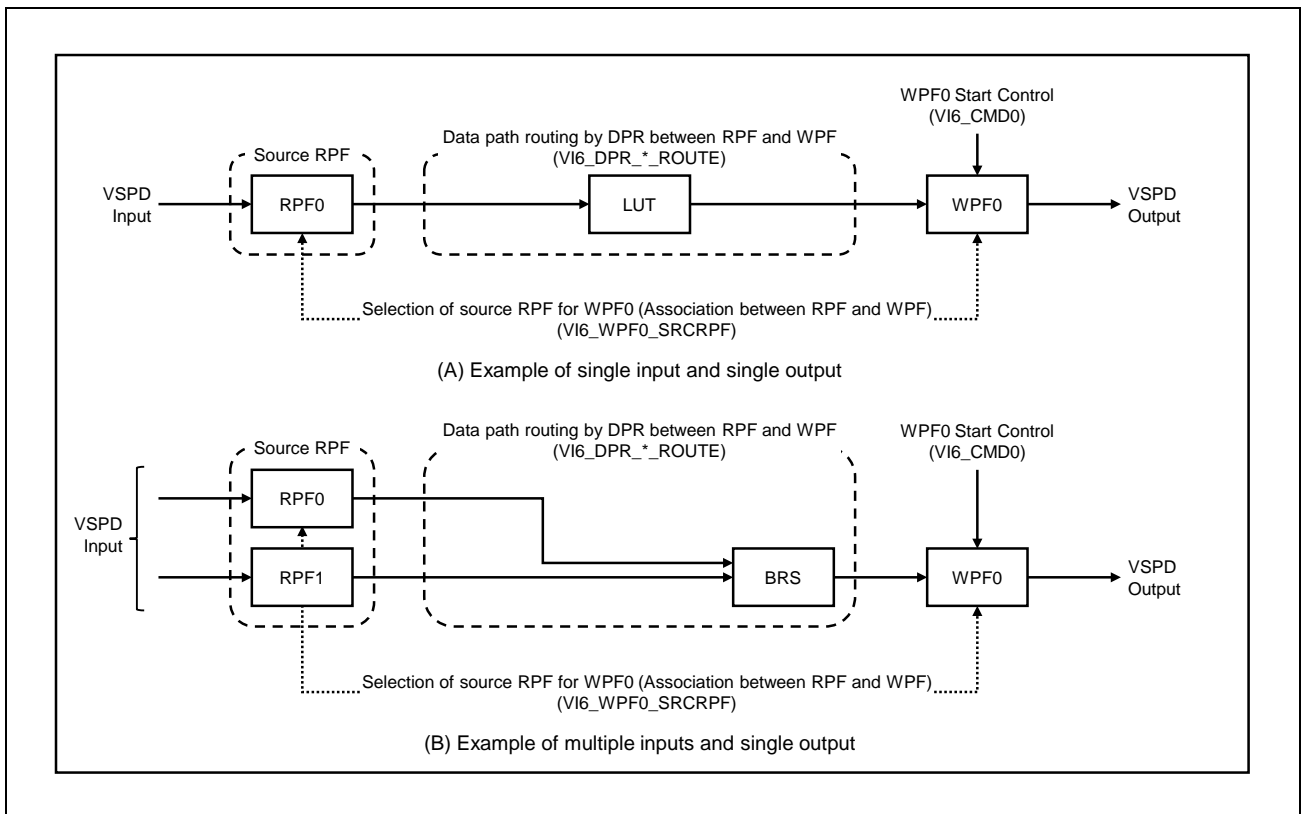 WPF0 Start Control
(VI6_CMD0)
Data path routing by DPR between RPF and WPF
(VI6_DPR_*_ROUTE)
Source RPF
VSPD
Input
RPF0
LUT
WPF0
VSPD
Output
Selection of source RPF for WPF0 (Association between RPF and WPF)
(VI6_WPF0_SRCRPF)
(A) Example of single input and single output
Data path routing by DPR between RPF and WPF
(VI6_DPR_*_ROUTE)
WPF0 Start Control
(VI6_CMD0)
Source RPF
RPF0
VSPD
Input
RPF1
BRS
WPF0
VSPD
Output
Selection of source RPF for WPF0 (Association between RPF and WPF)
(VI6_WPF0_SRCRPF)
(B) Example of multiple inputs and single output